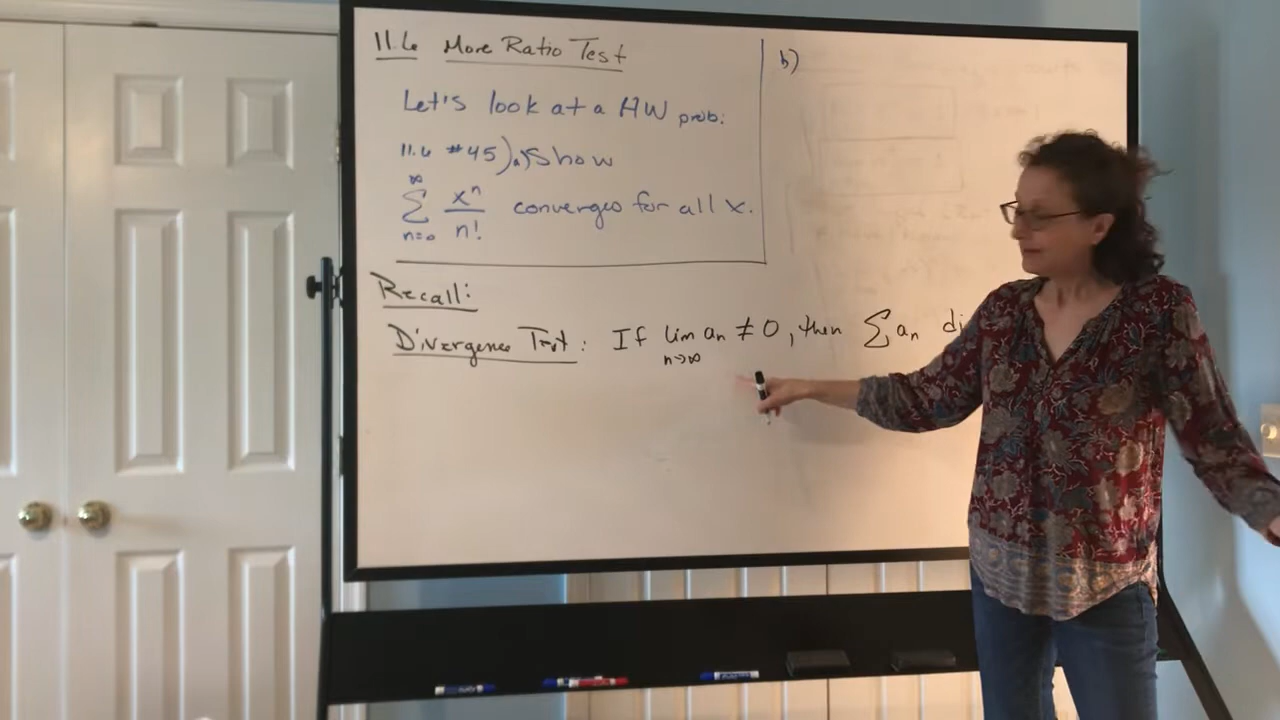 11.6 More Ratio Test
Let's look at a HW prob:
11.6 #45) a) Show
∞
∑ xⁿ/n! converges for all x.
n=0
b)
Recall:
Divergence Test: If lim aₙ ≠ 0, then ∑ aₙ di
n→∞